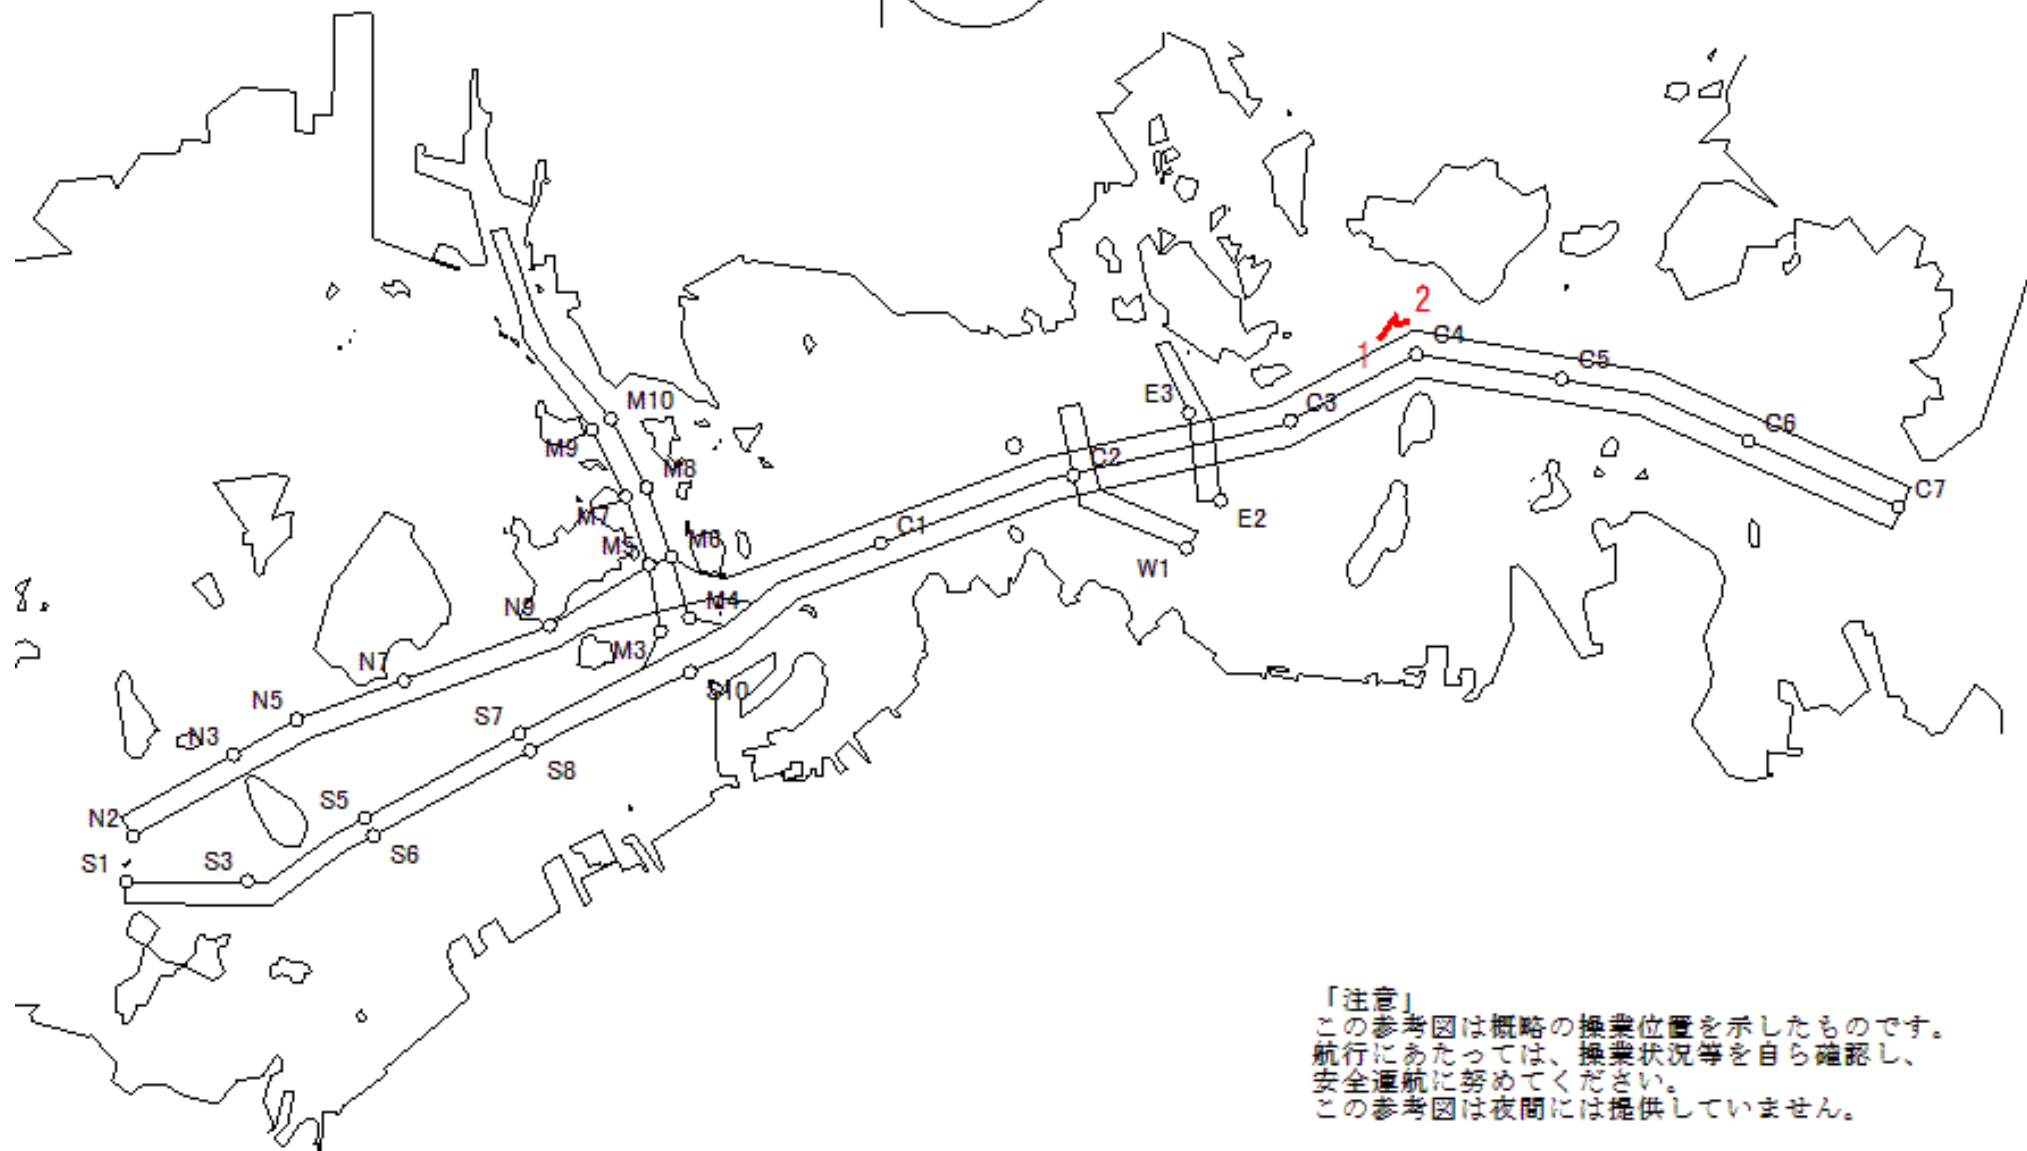 2
1
C4
C5
C6
C7
C3
E3
C2
E2
W1
C1
M10
M9
M8
M7
M6
M5
M4
M3
N9
N7
N5
N3
N2
S10
S7
S8
S5
S6
S3
S1
「注意」
この参考図は概略の操業位置を示したものです。
航行にあたっては、操業状況等を自ら確認し、
安全運航に努めてください。
この参考図は夜間には提供していません。